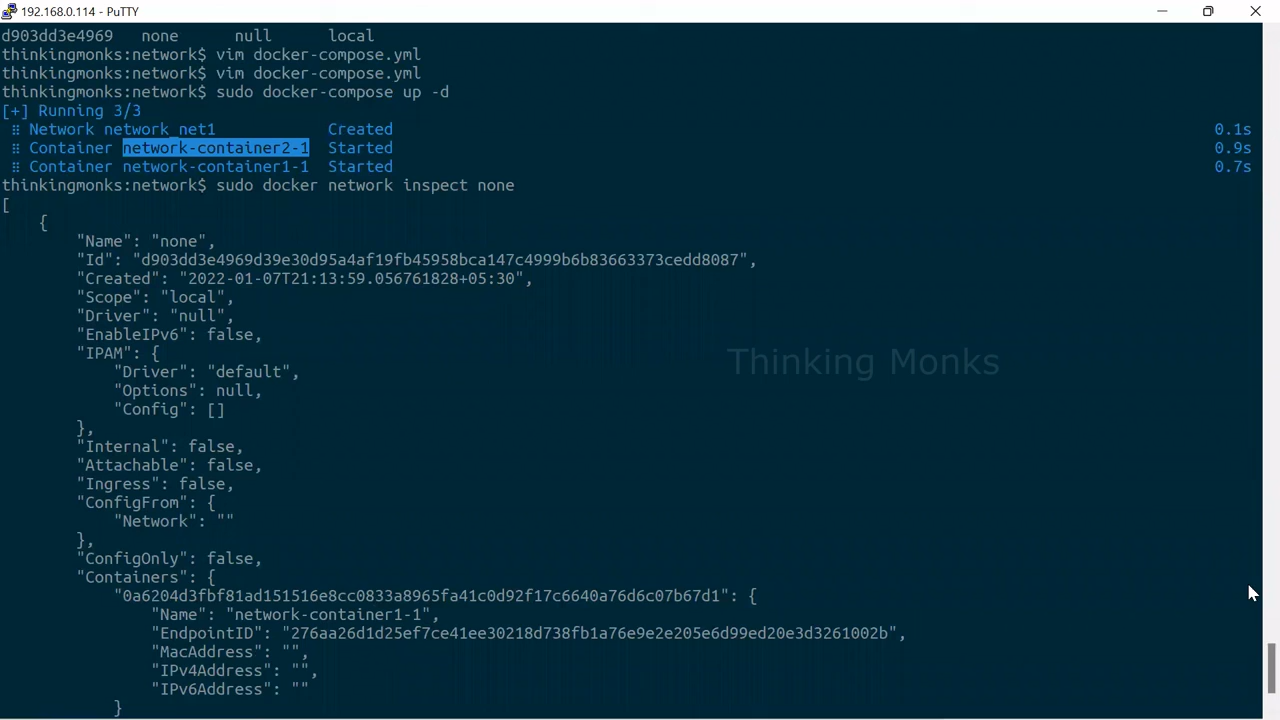 192.168.0.114 - PuTTY
d903dd3e4969   none      null      local
thinkingmonks:network$ vim docker-compose.yml
thinkingmonks:network$ vim docker-compose.yml
thinkingmonks:network$ sudo docker-compose up -d
[+] Running 3/3
⠿ Network network_net1            Created            0.1s
⠿ Container network-container2-1  Started            0.9s
⠿ Container network-container1-1  Started            0.7s
thinkingmonks:network$ sudo docker network inspect none
[
    {
        "Name": "none",
        "Id": "d903dd3e4969d39e30d95a4af19fb45958bca147c4999b6b83663373cedd8087",
        "Created": "2022-01-07T21:13:59.056761828+05:30",
        "Scope": "local",
        "Driver": "null",
        "EnableIPv6": false,
        "IPAM": {
            "Driver": "default",
            "Options": null,
            "Config": []
        },
        "Internal": false,
        "Attachable": false,
        "Ingress": false,
        "ConfigFrom": {
            "Network": ""
        },
        "ConfigOnly": false,
        "Containers": {
            "0a6204d3fbf81ad151516e8cc0833a8965fa41c0d92f17c6640a76d6c07b67d1": {
                "Name": "network-container1-1",
                "EndpointID": "276aa26d1d25ef7ce41ee30218d738fb1a76e9e2e205e6d99ed20e3d3261002b",
                "MacAddress": "",
                "IPv4Address": "",
                "IPv6Address": ""
            }
Thinking Monks